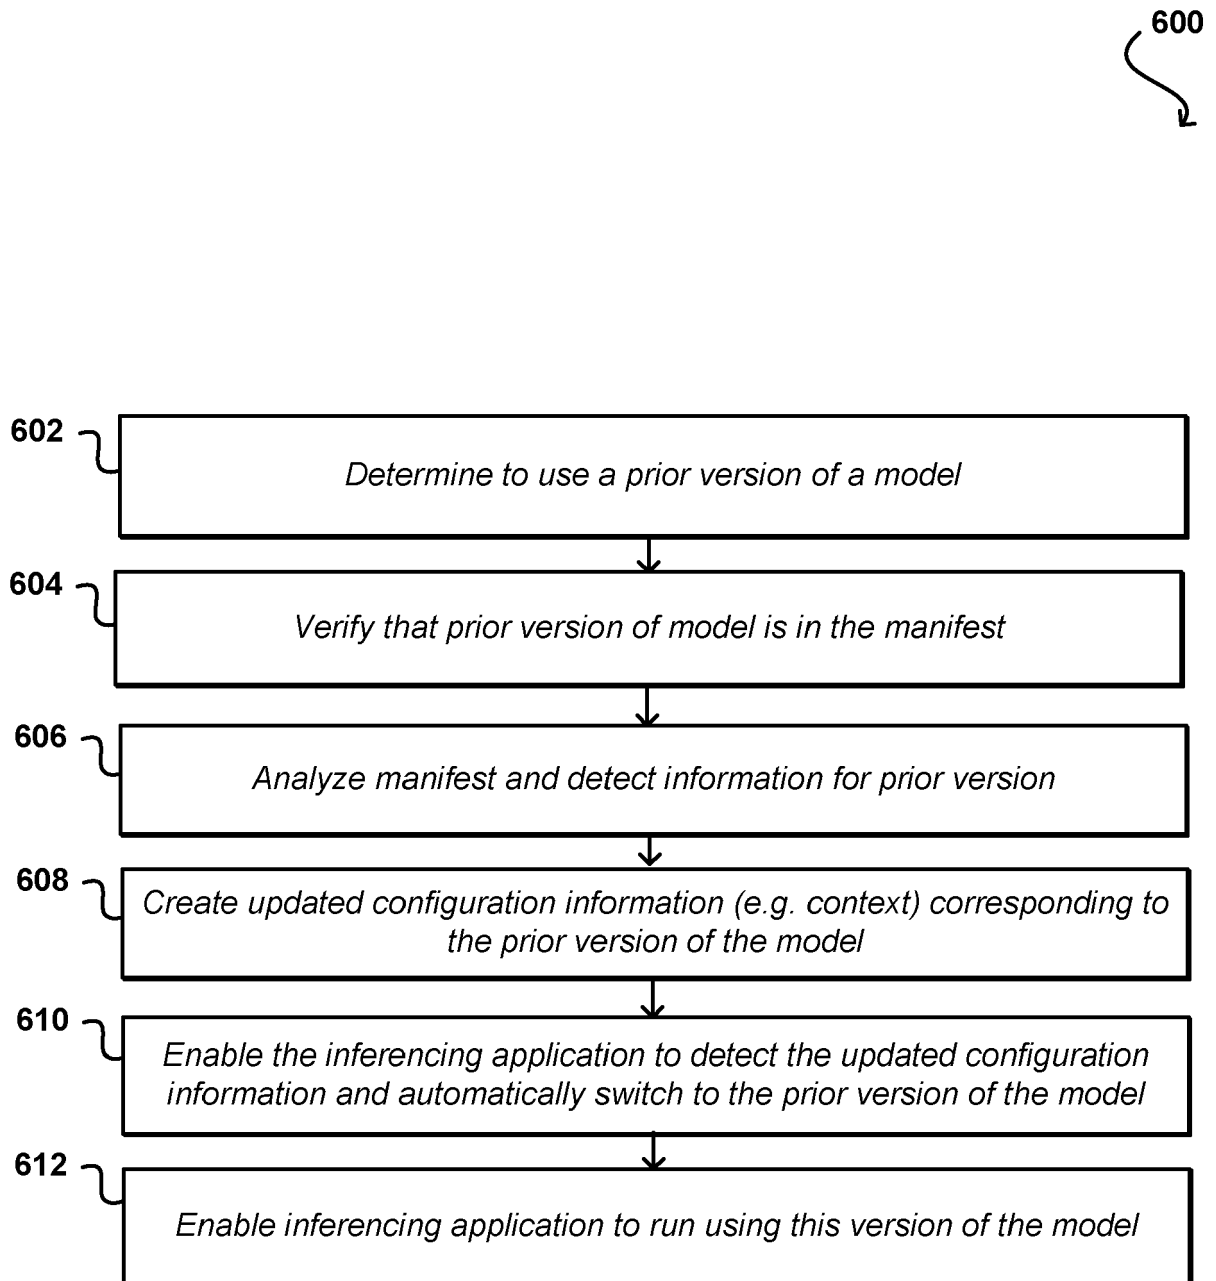 600
602
Determine to use a prior version of a model
604
Verify that prior version of model is in the manifest
606
Analyze manifest and detect information for prior version
608
Create updated configuration information (e.g. context) corresponding to
the prior version of the model
610
Enable the inferencing application to detect the updated configuration
information and automatically switch to the prior version of the model
612
Enable inferencing application to run using this version of the model